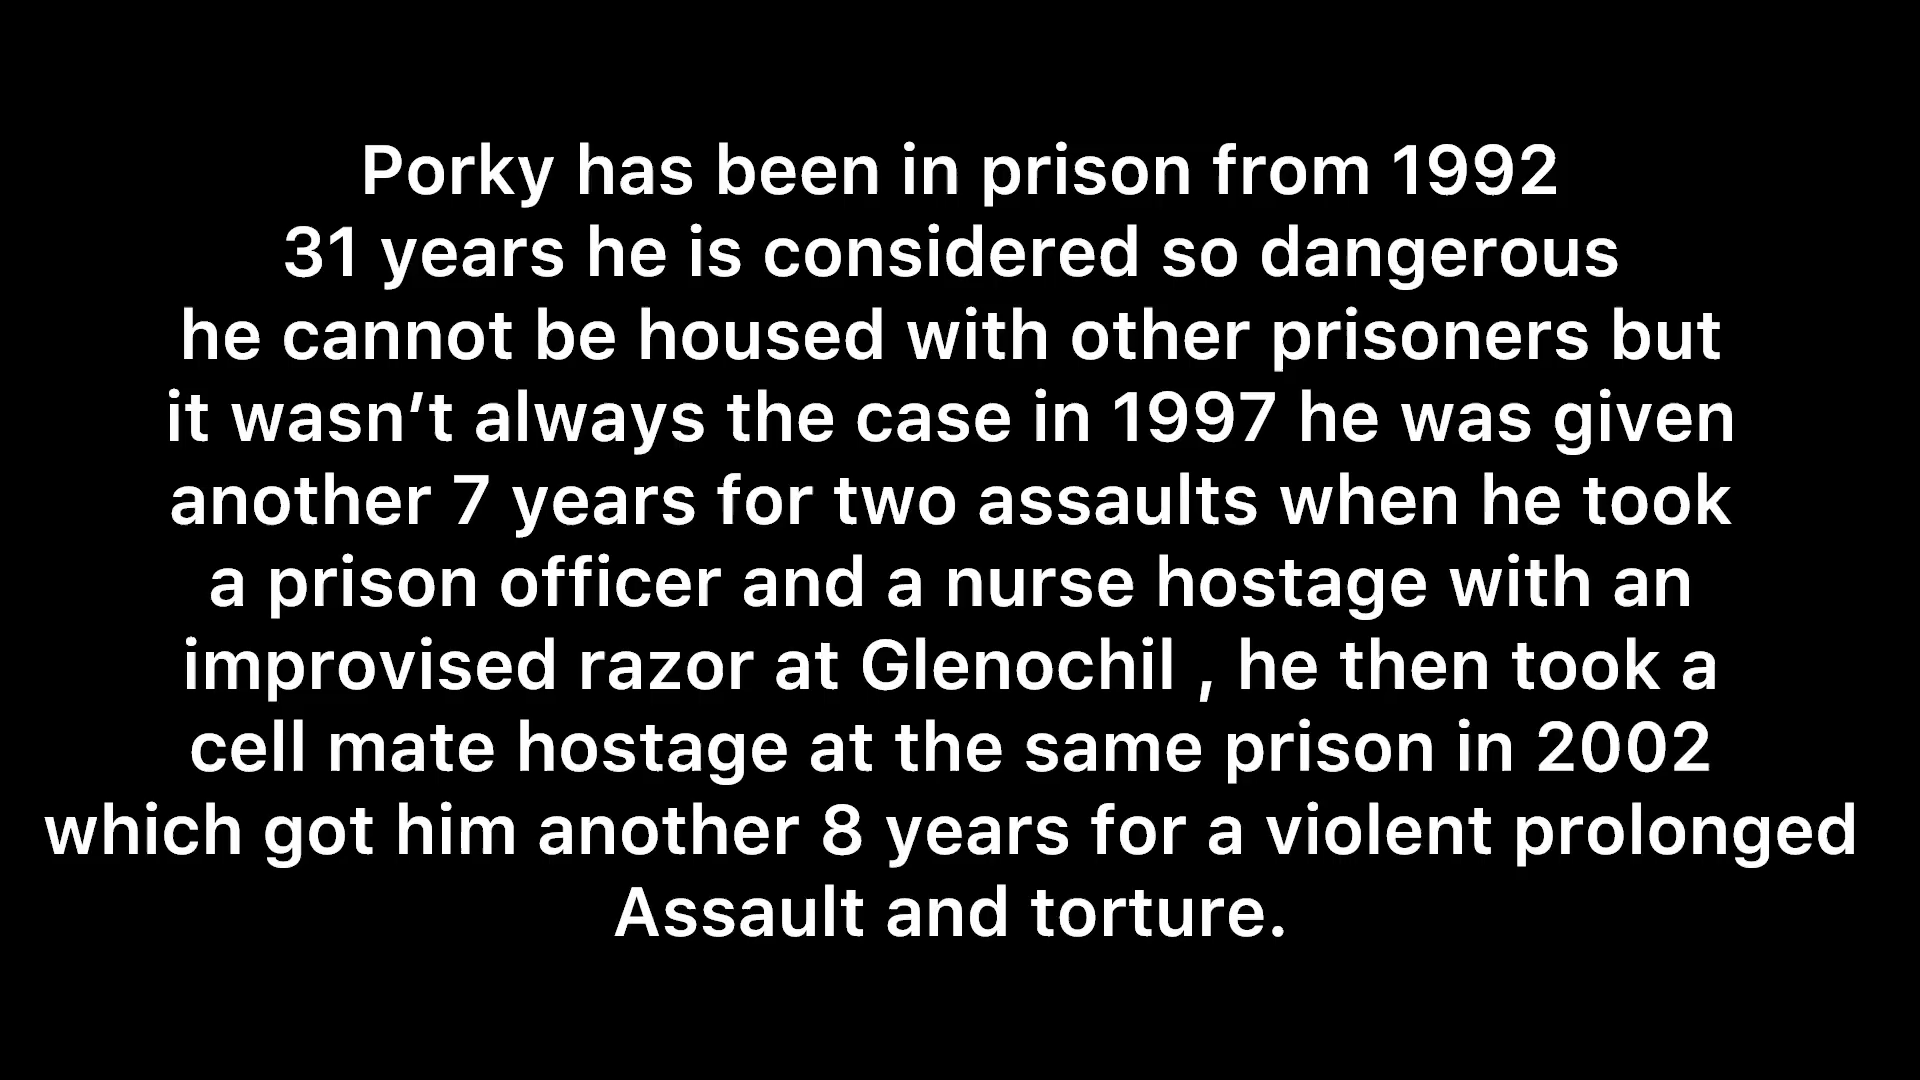 Porky has been in prison from 1992
31 years he is considered so dangerous
he cannot be housed with other prisoners but
it wasn’t always the case in 1997 he was given
another 7 years for two assaults when he took
a prison officer and a nurse hostage with an
improvised razor at Glenochil , he then took a
cell mate hostage at the same prison in 2002
which got him another 8 years for a violent prolonged
Assault and torture.